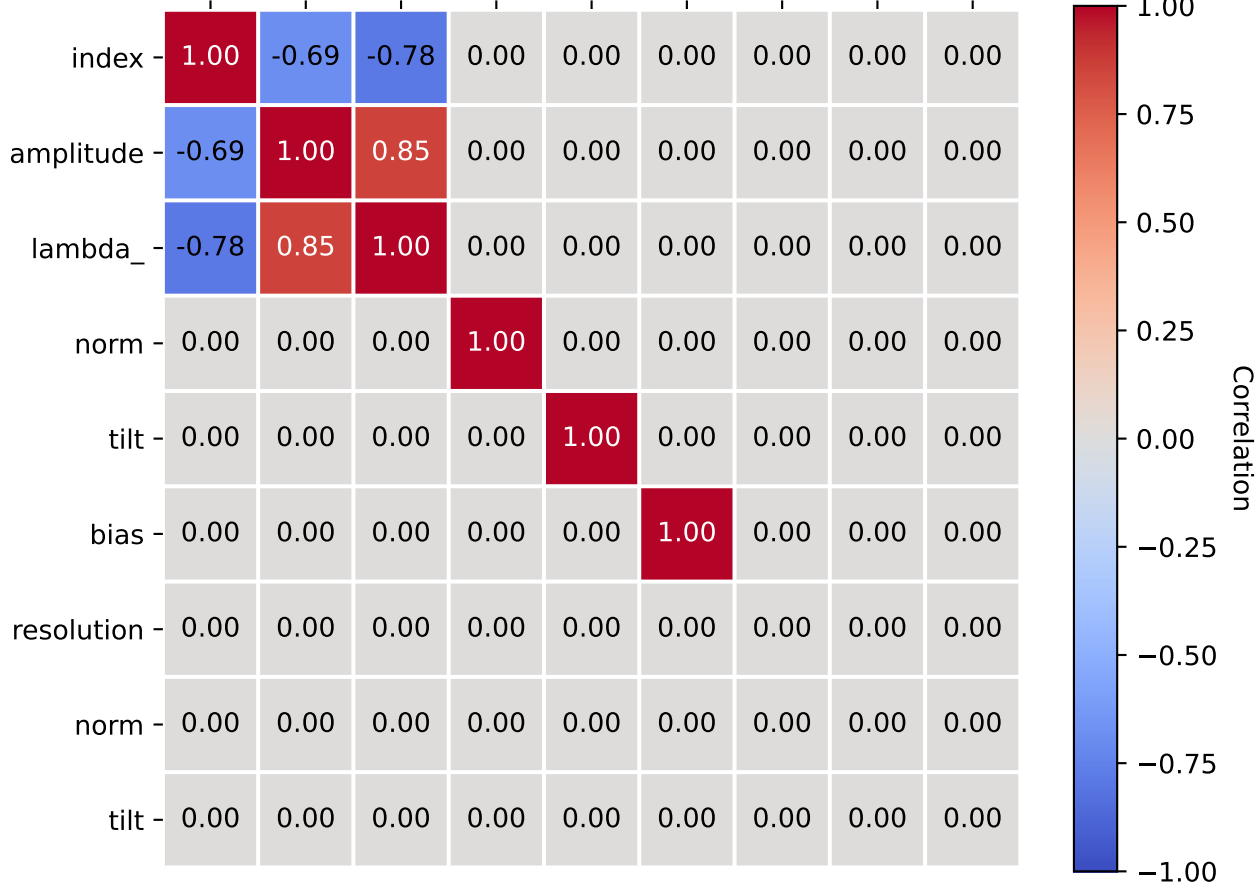 index 1.00 -0.69 -0.78 0.00 0.00 0.00 0.00 0.00 0.00
amplitude -0.69 1.00 0.85 0.00 0.00 0.00 0.00 0.00 0.00
lambda_ -0.78 0.85 1.00 0.00 0.00 0.00 0.00 0.00 0.00
norm 0.00 0.00 0.00 1.00 0.00 0.00 0.00 0.00 0.00
tilt 0.00 0.00 0.00 0.00 1.00 0.00 0.00 0.00 0.00
bias 0.00 0.00 0.00 0.00 0.00 1.00 0.00 0.00 0.00
resolution 0.00 0.00 0.00 0.00 0.00 0.00 0.00 0.00 0.00
norm 0.00 0.00 0.00 0.00 0.00 0.00 0.00 0.00 0.00
tilt 0.00 0.00 0.00 0.00 0.00 0.00 0.00 0.00 0.00
1.00
0.75
0.50
0.25
0.00
−0.25
−0.50
−0.75
−1.00
Correlation